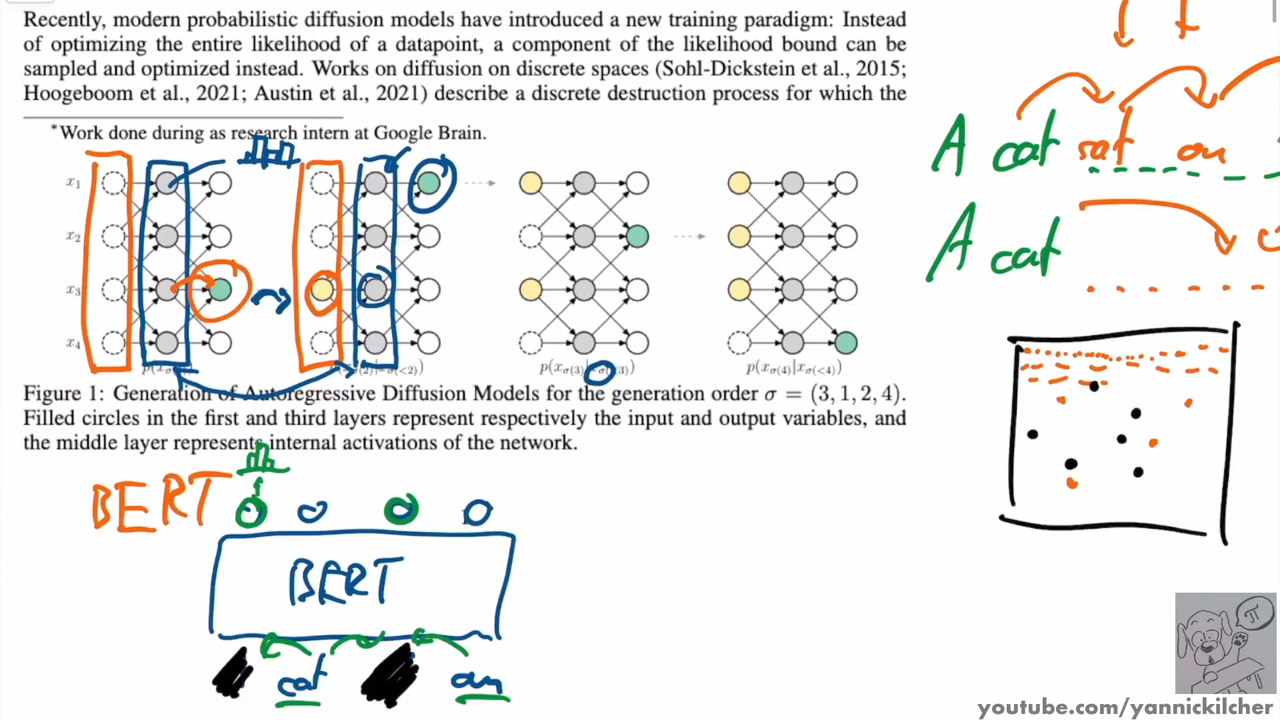 Recently, modern probabilistic diffusion models have introduced a new training paradigm: Instead
of optimizing the entire likelihood of a datapoint, a component of the likelihood bound can be
sampled and optimized instead. Works on diffusion on discrete spaces (Sohl-Dickstein et al., 2015;
Hoogeboom et al., 2021; Austin et al., 2021) describe a discrete destruction process for which the
*Work done during as research intern at Google Brain.
x1
x2
x3
x4
p(xσ(4)|xσ(<4))
Figure 1: Generation of Autoregressive Diffusion Models for the generation order σ = (3, 1, 2, 4).
Filled circles in the first and third layers represent respectively the input and output variables, and
the middle layer represents internal activations of the network.
A cat sat on
A cat
BERT
BERT
cat on
π
youtube.com/yannickilcher